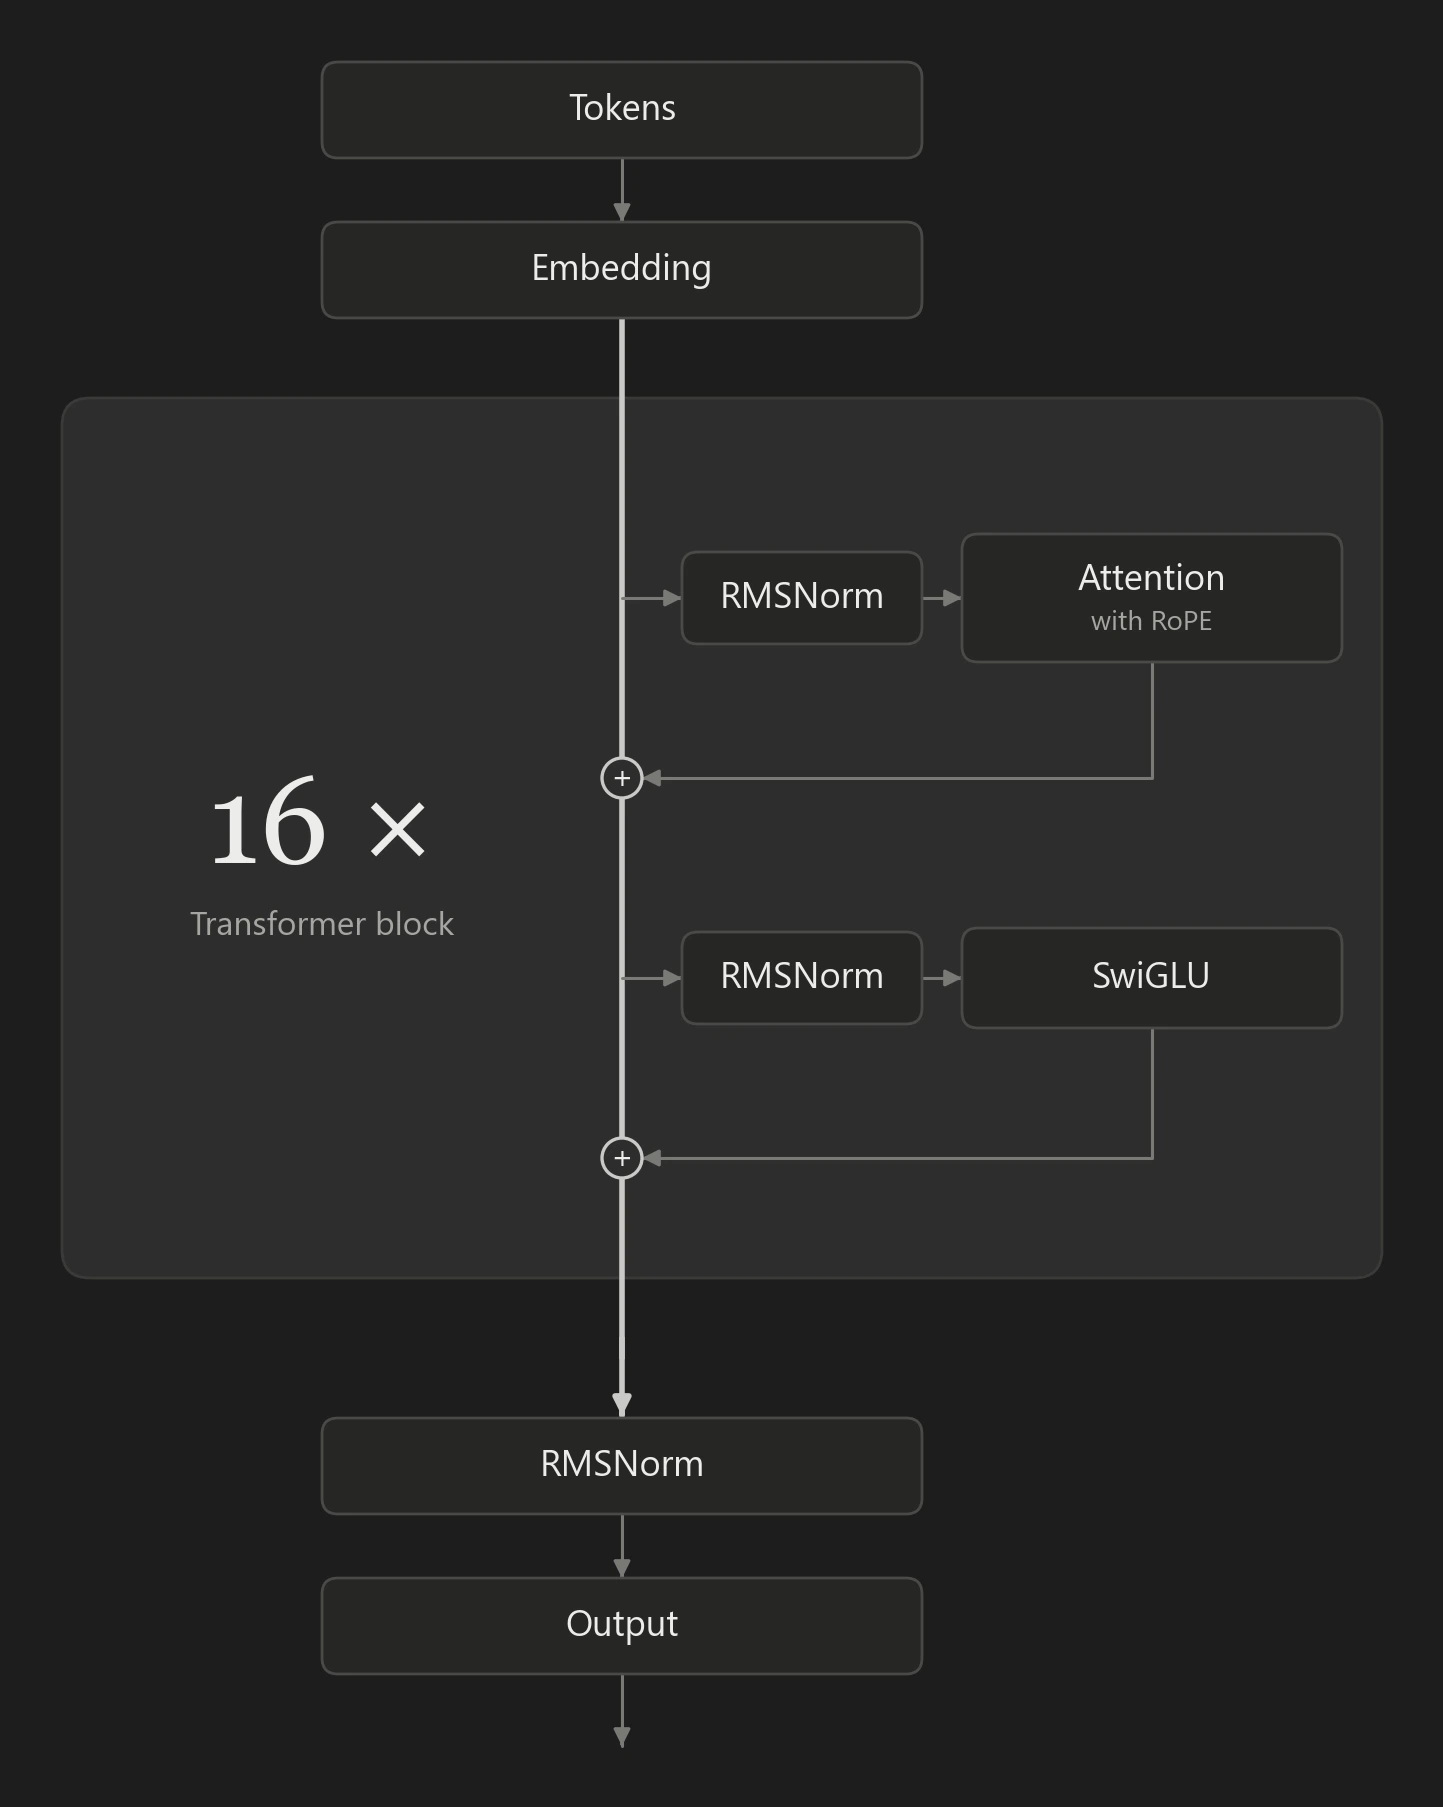 Tokens
Embedding
RMSNorm
Attention
with RoPE
+
16 ×
Transformer block
RMSNorm
SwiGLU
+
RMSNorm
Output